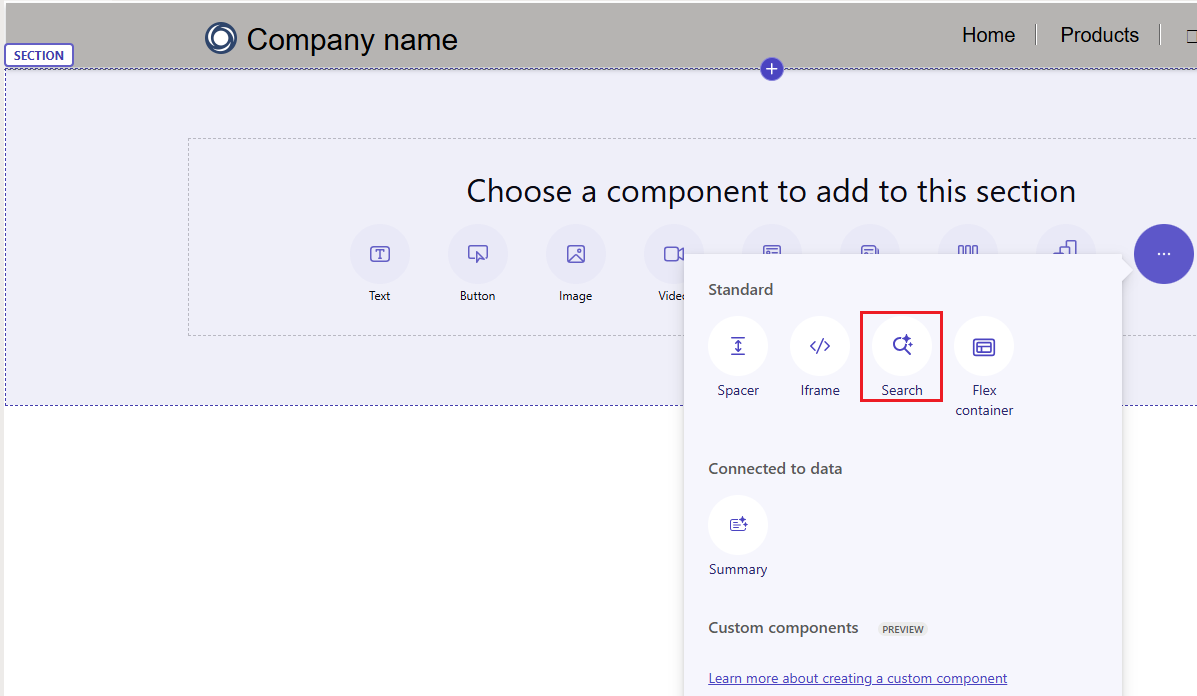 Company name
Home
Products
SECTION
Choose a component to add to this section
Text
Button
Image
Standard
Spacer
Iframe
Search
Flex
container
Connected to data
Summary
Custom components PREVIEW
Learn more about creating a custom component